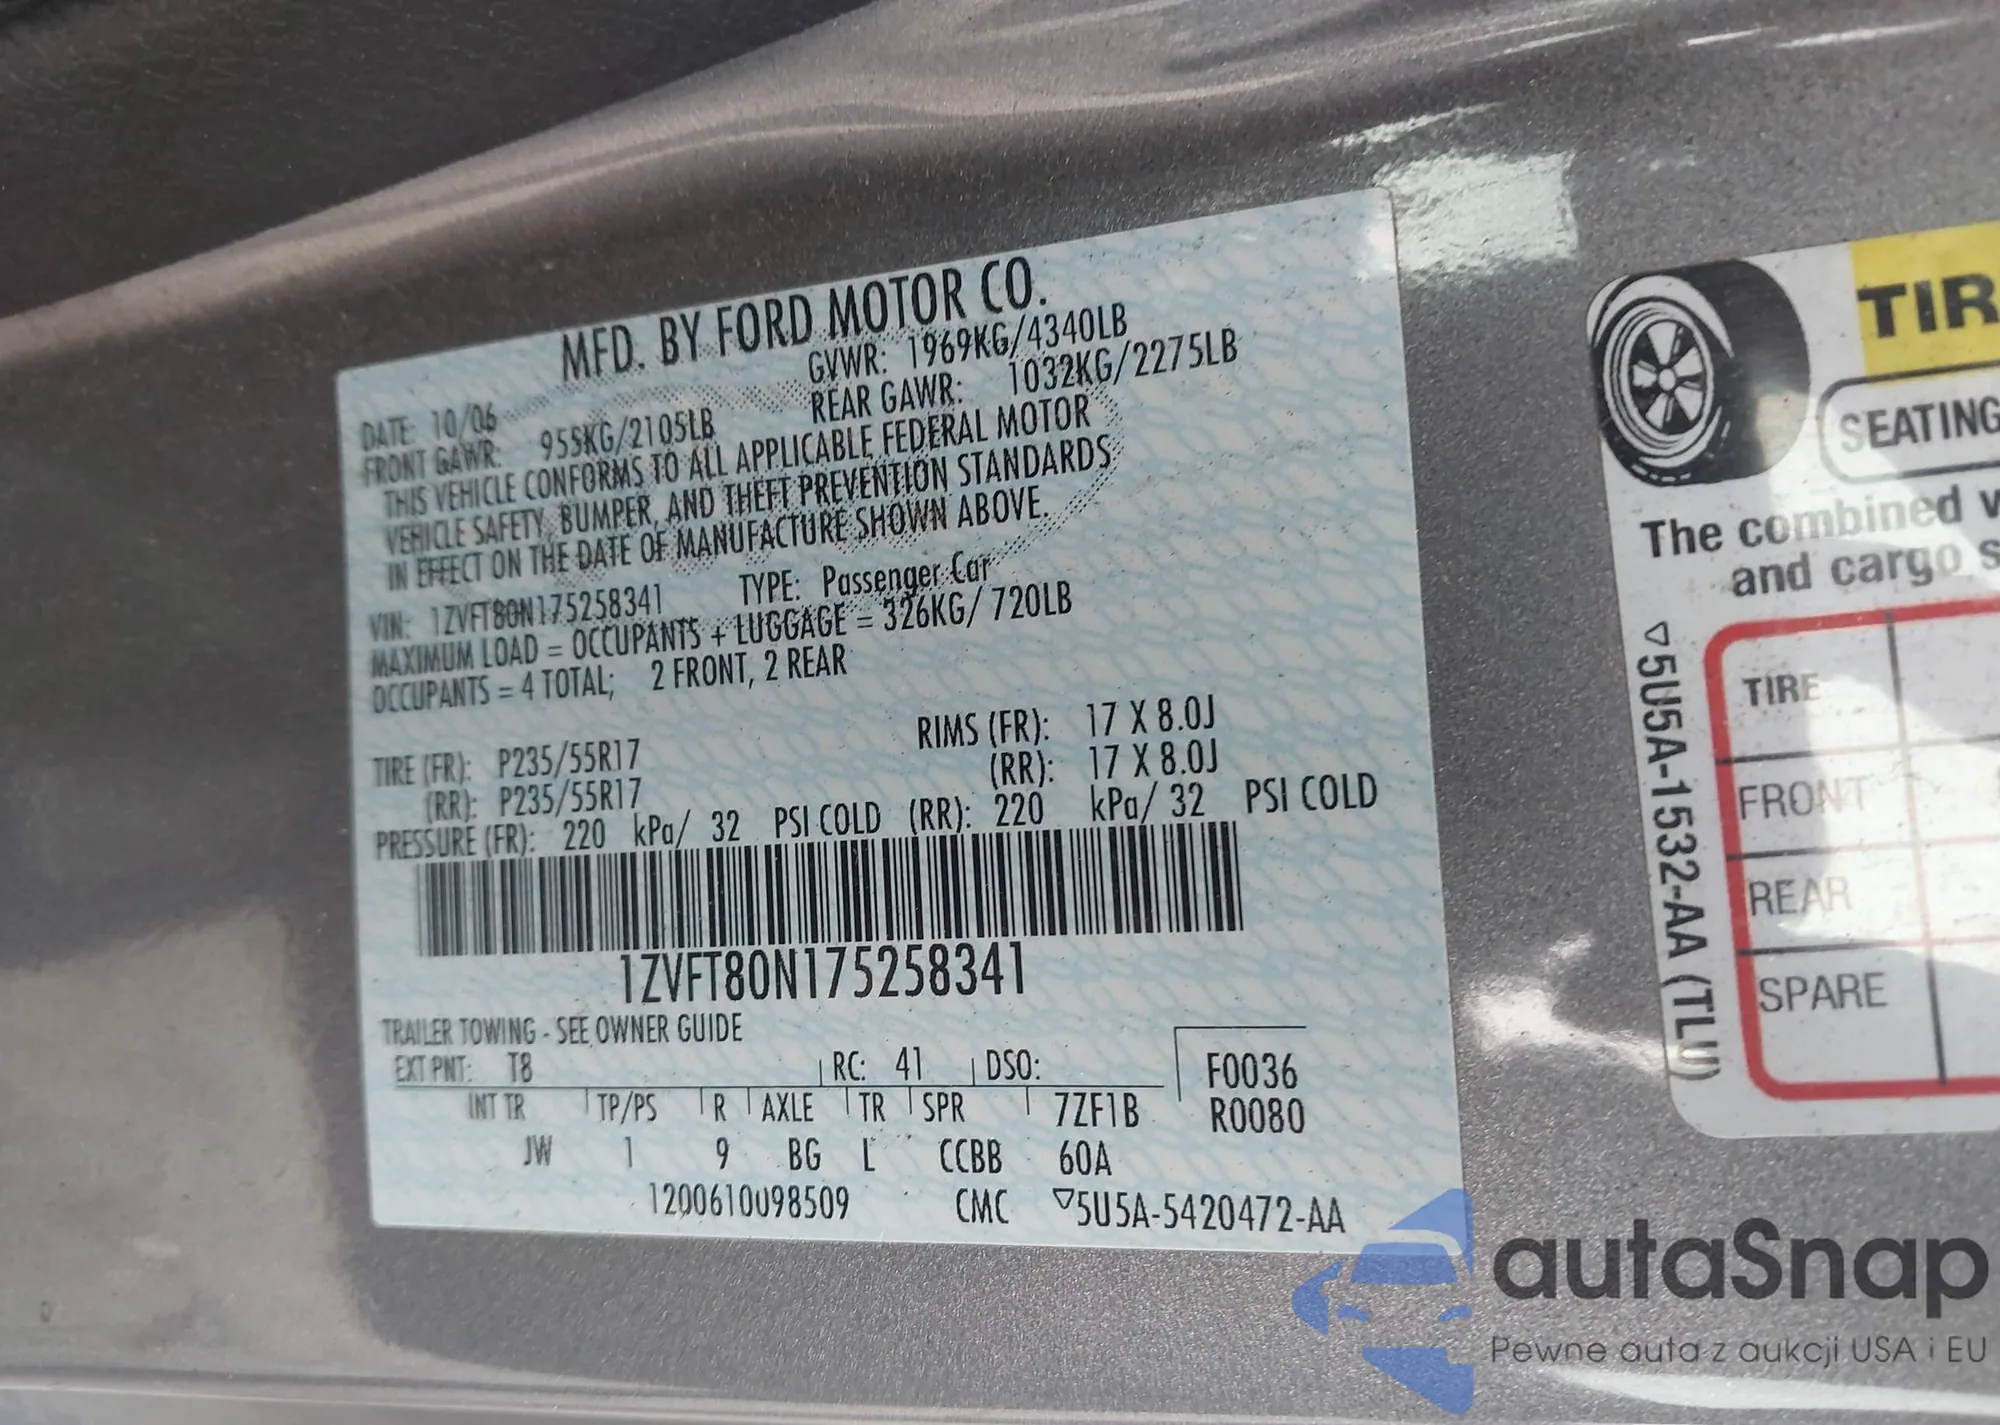 MFD. BY FORD MOTOR CO.
DATE: 10/06 GVWR: 1969KG/4340LB
FRONT GAWR: 955KG/2105LB REAR GAWR: 1032KG/2275LB
THIS VEHICLE CONFORMS TO ALL APPLICABLE FEDERAL MOTOR
VEHICLE SAFETY, BUMPER, AND THEFT PREVENTION STANDARDS
IN EFFECT ON THE DATE OF MANUFACTURE SHOWN ABOVE.
VIN: 1ZVFT80N175258341 TYPE: Passenger Car
MAXIMUM LOAD = OCCUPANTS + LUGGAGE = 326KG/ 720LB
OCCUPANTS = 4 TOTAL; 2 FRONT, 2 REAR
TIRE (FR): P235/55R17 RIMS (FR): 17 X 8.0J
(RR): P235/55R17 (RR): 17 X 8.0J
PRESSURE (FR): 220 kPa/ 32 PSI COLD (RR): 220 kPa/ 32 PSI COLD
1ZVFT80N175258341
TRAILER TOWING - SEE OWNER GUIDE
EXT PNT: T8 RC: 41 DSO: F0036
INT TR TP/PS R AXLE TR SPR 7ZF1B R0080
JW 1 9 BG L CCBB 60A
1200610098509 CMC ▽5U5A-5420472-AA
TIR
SEATING
The combined
and cargo s
▽5U5A-1532-AA (TLU)
TIRE
FRONT
REAR
SPARE
autaSnap
Pewne auta z aukcji USA i EU